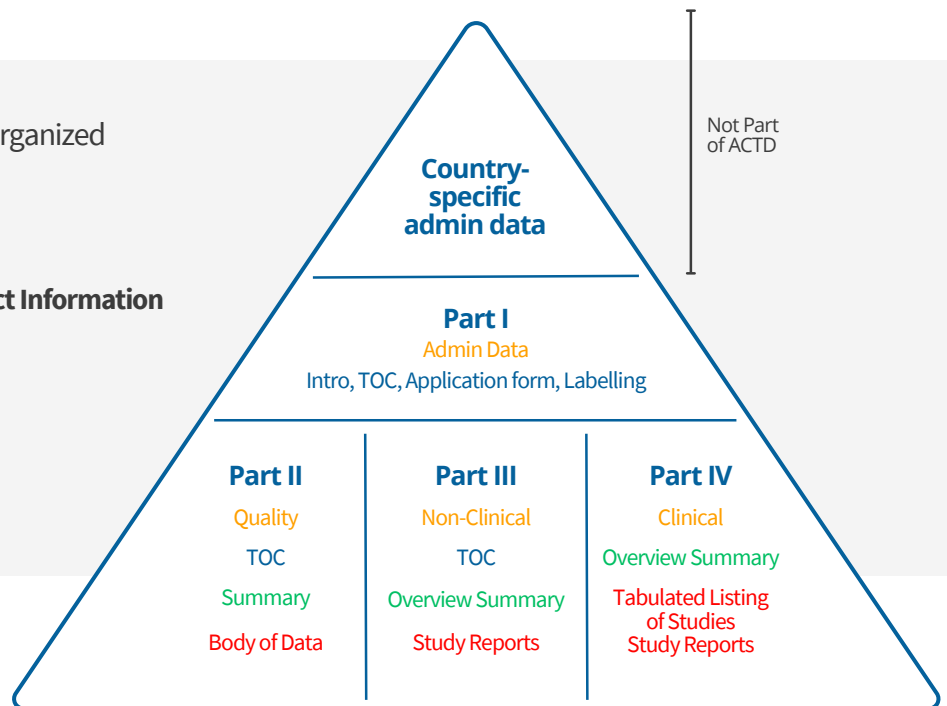 rganized
ct Information
Not Part
of ACTD
Country-
specific
admin data
Part I
Admin Data
Intro, TOC, Application form, Labelling
Part II
Quality
TOC
Summary
Body of Data
Part III
Non-Clinical
TOC
Overview Summary
Study Reports
Part IV
Clinical
Overview Summary
Tabulated Listing
of Studies
Study Reports